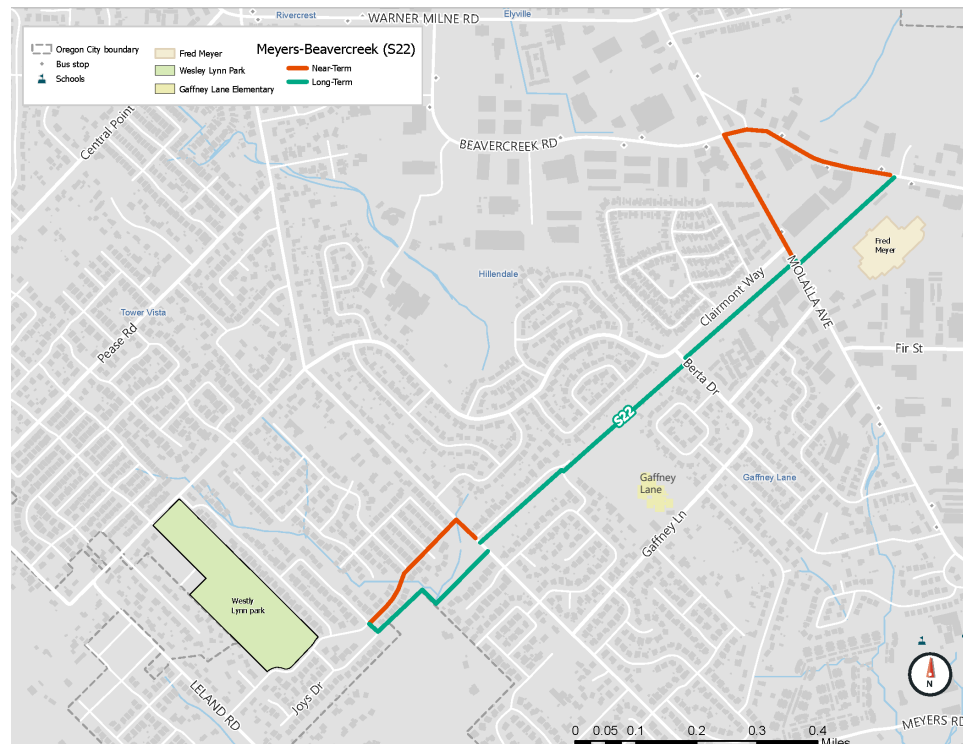 Rivercrest
WARNER MILNE RD
Elyville
Oregon City boundary
Bus stop
Schools
Fred Meyer
Wesley Lynn Park
Gaffney Lane Elementary
Meyers-Beavercreek (S22)
Near-Term
Long-Term
Central Point
BEAVERCREEK RD
Fred
Meyer
Hillendale
Clairmont Way
MOLALLA AVE
Tower Vista
Pease Rd
Fir St
Berta Dr
S22
Gaffney
Lane
Gaffney Lane
Gaffney Ln
Westly
Lynn park
LELAND RD
Joys Dr
N
MEYERS RD
0 0.05 0.1 0.2 0.3 0.4
Miles